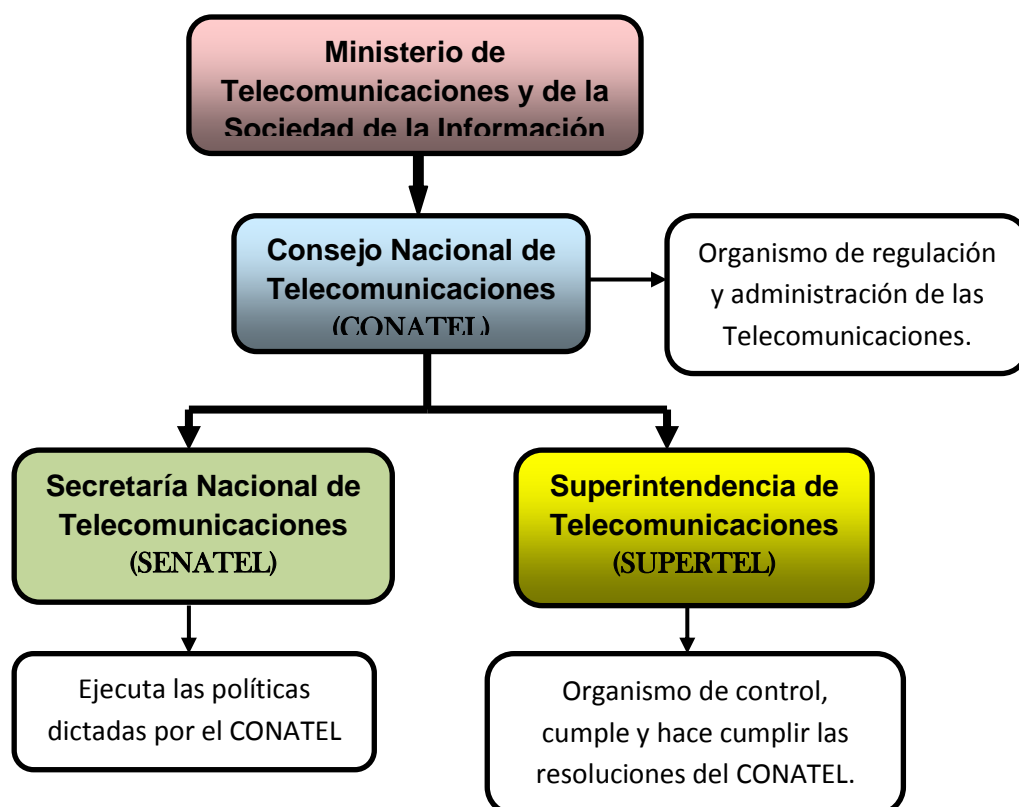 Ministerio de
Telecomunicaciones y de la
Sociedad de la Información
Consejo Nacional de
Telecomunicaciones
(CONATEL)
Organismo de regulación
y administración de las
Telecomunicaciones.
Secretaría Nacional de
Telecomunicaciones
(SENATEL)
Superintendencia de
Telecomunicaciones
(SUPERTEL)
Ejecuta las políticas
dictadas por el CONATEL
Organismo de control,
cumple y hace cumplir las
resoluciones del CONATEL.